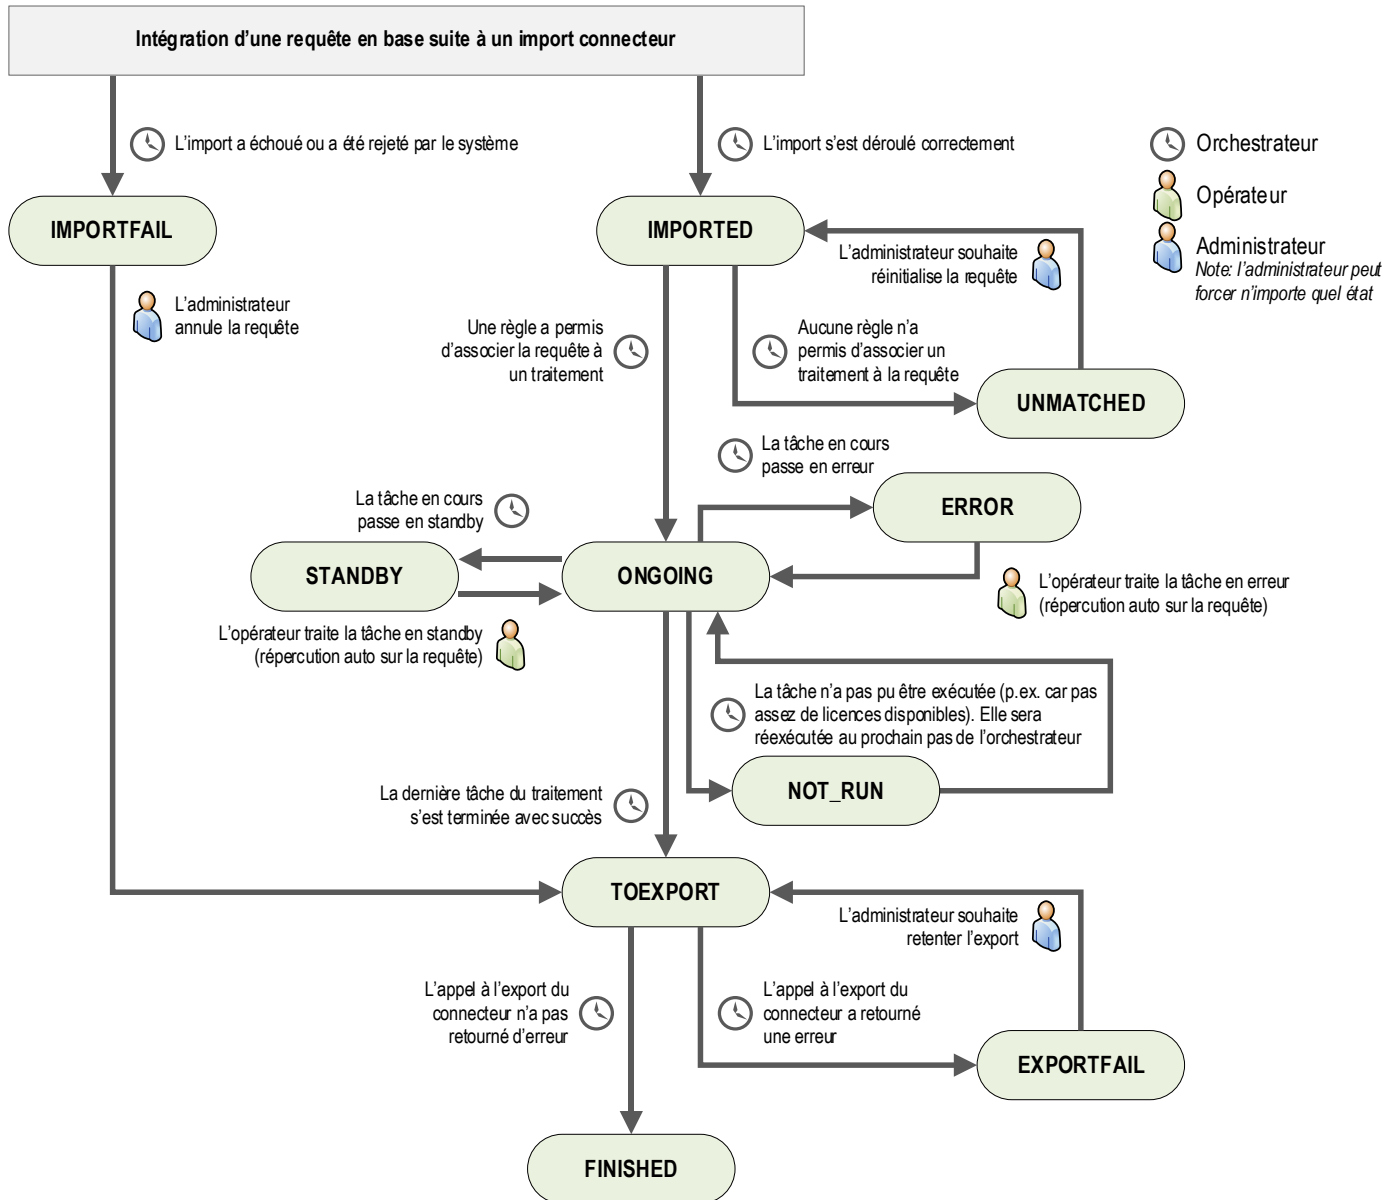 Intégration d'une requête en base suite à un import connecteur
L'import a échoué ou a été rejeté par le système
L'import s'est déroulé correctement
Orchestrateur
Opérateur
Administrateur
Note: l'administrateur peut
forcer n'importe quel état
IMPORTFAIL
IMPORTED
L'administrateur souhaite
réinitialise la requête
L'administrateur
annule la requête
Une règle a permis
d'associer la requête à
un traitement
Aucune règle n'a
permis d'associer un
traitement à la requête
UNMATCHED
La tâche en cours
passe en erreur
ERROR
La tâche en cours
passe en standby
STANDBY
ONGOING
L'opérateur traite la tâche en erreur
(répercution auto sur la requête)
L'opérateur traite la tâche en standby
(répercution auto sur la requête)
La tâche n'a pas pu être exécutée (p.ex. car pas
assez de licences disponibles). Elle sera
réexécutée au prochain pas de l'orchestrateur
NOT_RUN
La dernière tâche du traitement
s'est terminée avec succès
TOEXPORT
L'administrateur souhaite
retenter l'export
L'appel à l'export du
connecteur n'a pas
retourné d'erreur
L'appel à l'export du
connecteur a retourné
une erreur
EXPORTFAIL
FINISHED